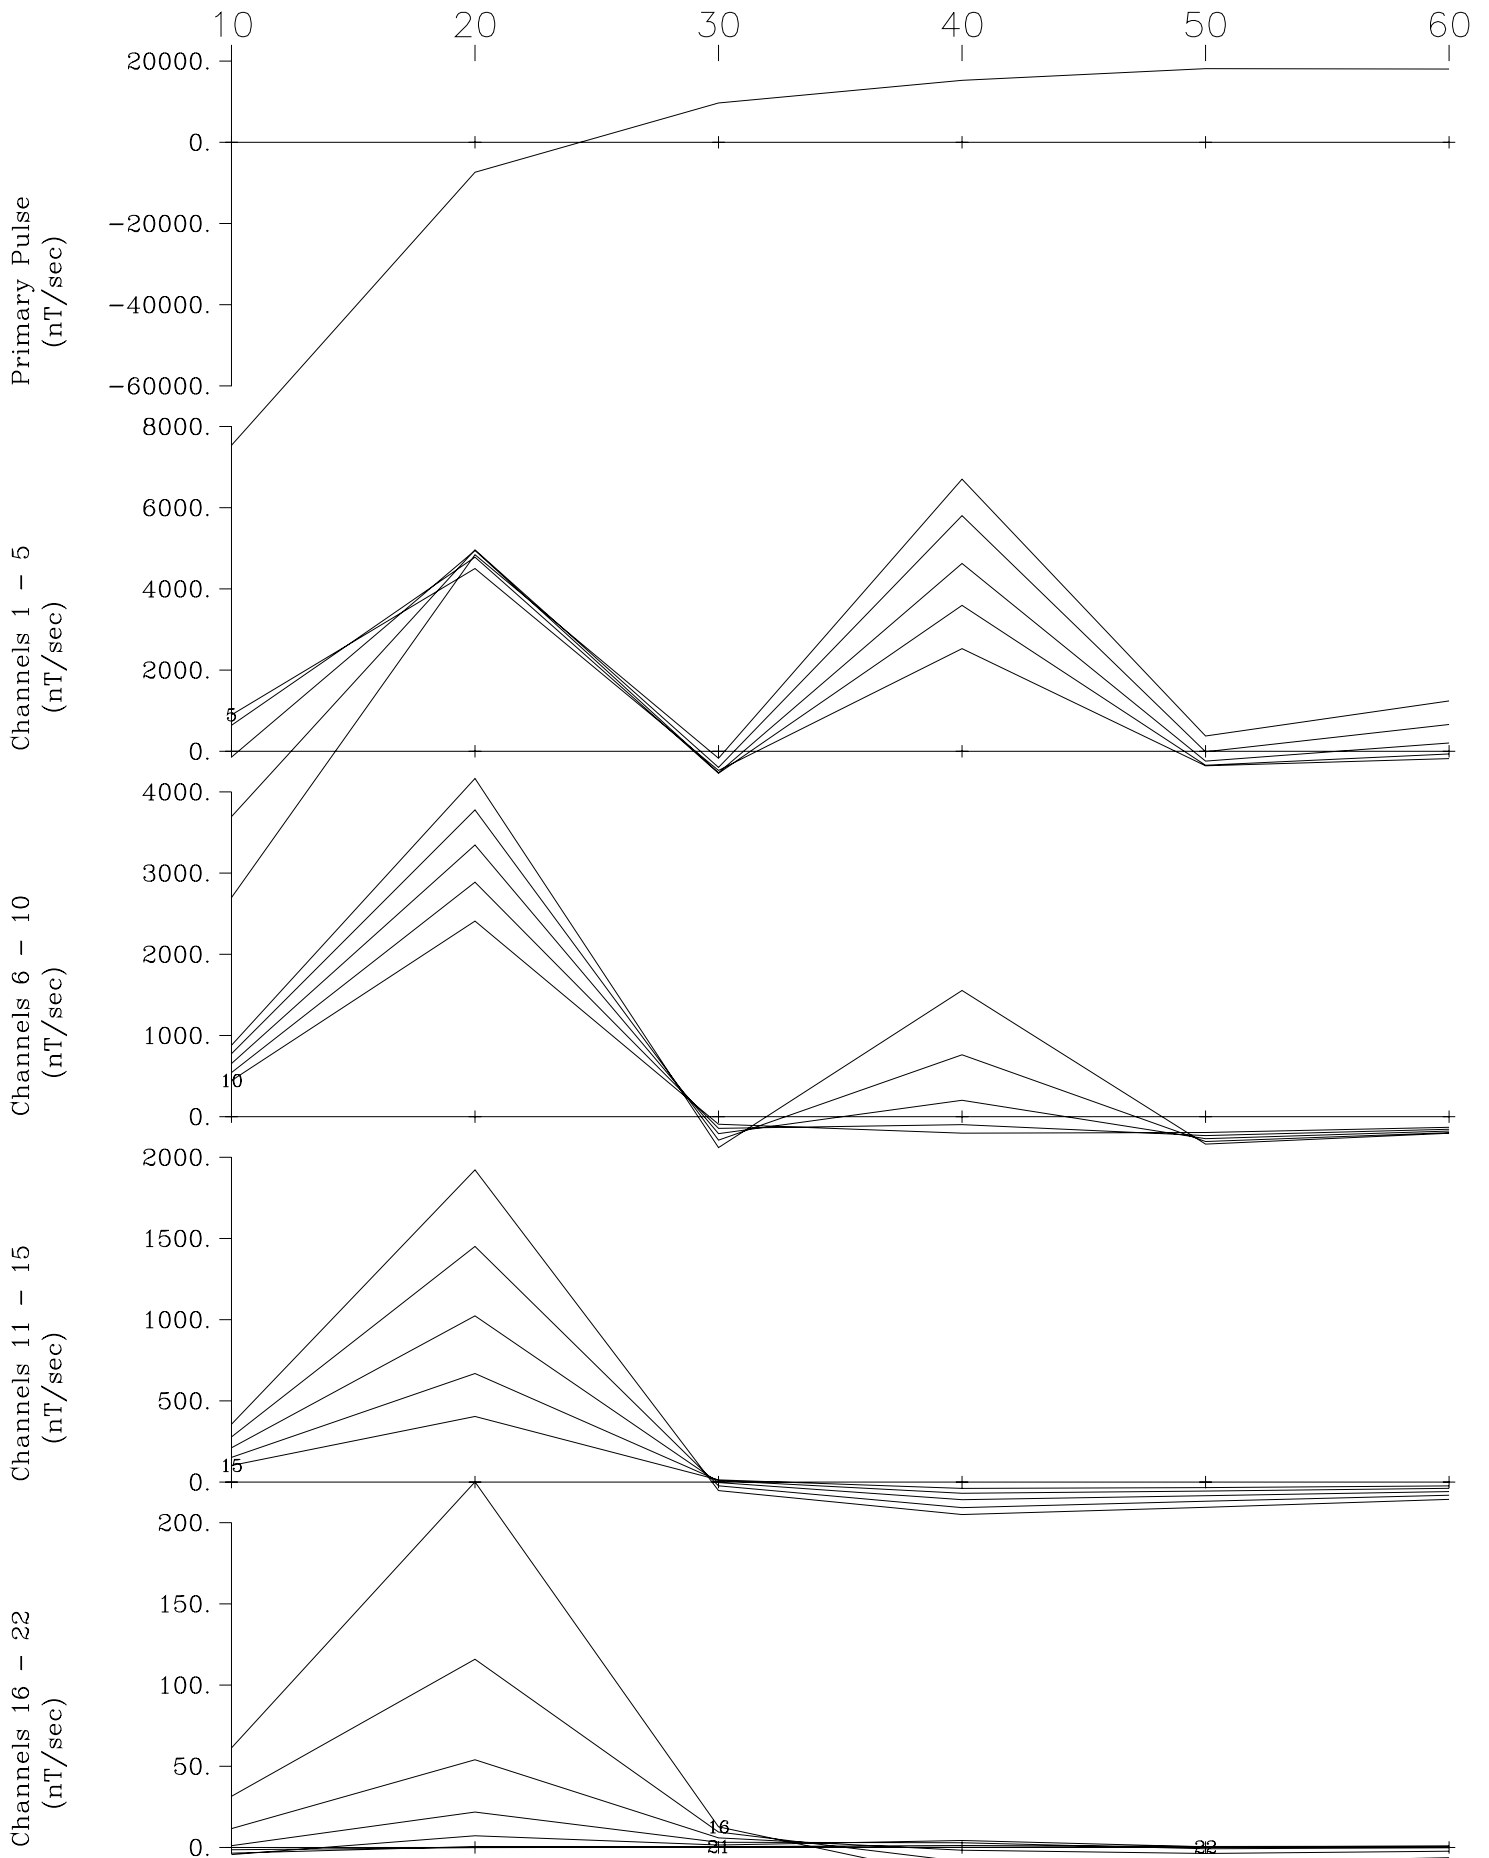 10 20 30 40 50 60
20000.
0.
-20000.
-40000.
-60000.
Primary Pulse
(nT/sec)
8000.
6000.
4000.
2000.
0.
5
Channels 1 - 5
(nT/sec)
4000.
3000.
2000.
1000.
0.
10
Channels 6 - 10
(nT/sec)
2000.
1500.
1000.
500.
0.
15
Channels 11 - 15
(nT/sec)
200.
150.
100.
50.
0.
16
21
22
Channels 16 - 22
(nT/sec)